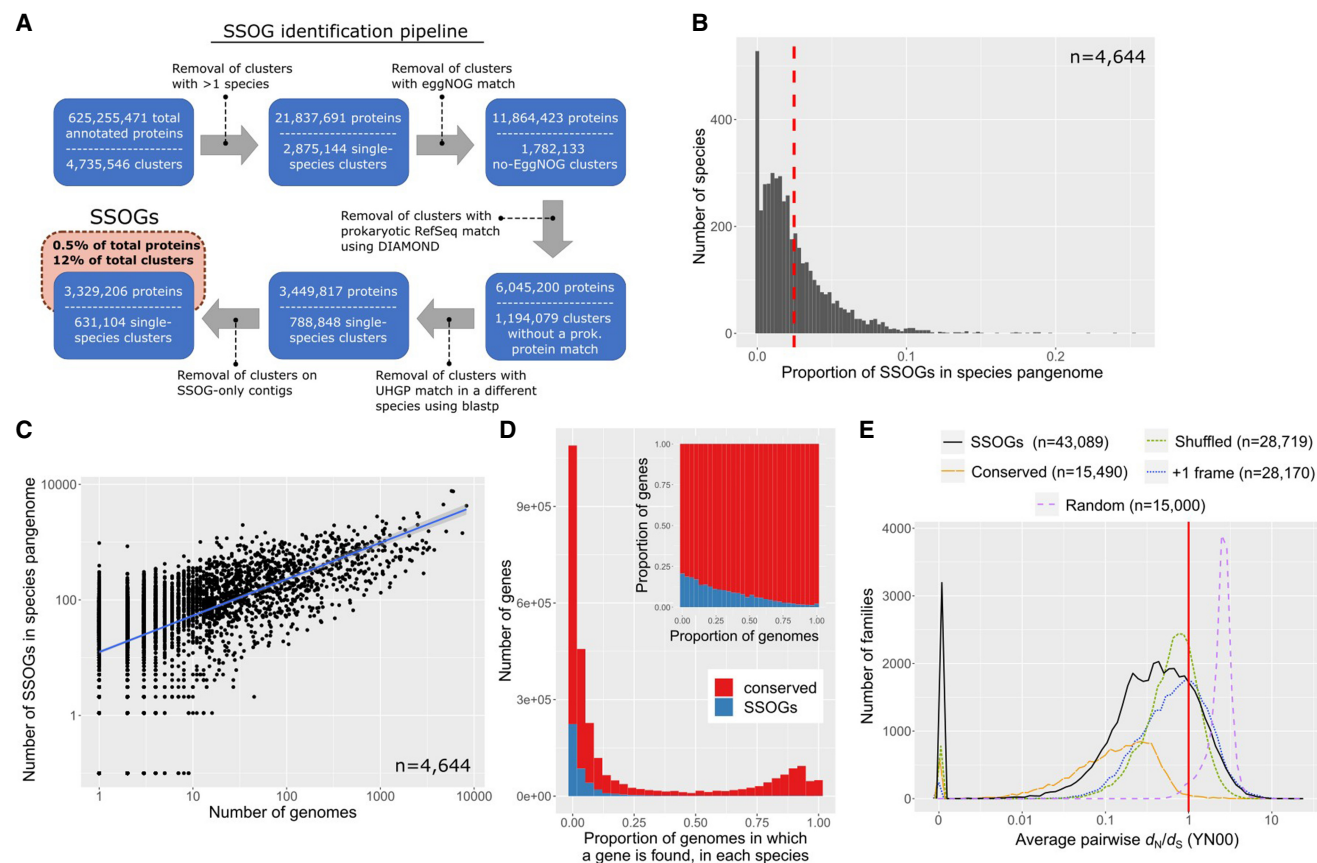 A
SSOG identification pipeline
Removal of clusters
with >1 species
Removal of clusters
with eggNOG match
625,255,471 total
annotated proteins
4,735,546 clusters
21,837,691 proteins
2,875,144 single-
species clusters
11,864,423 proteins
1,782,133
no-EggNOG clusters
SSOGs
0.5% of total proteins
12% of total clusters
Removal of clusters with
prokaryotic RefSeq match
using DIAMOND
3,329,206 proteins
631,104 single-
species clusters
3,449,817 proteins
788,848 single-
species clusters
6,045,200 proteins
1,194,079 clusters
without a prok.
protein match
Removal of clusters on
SSOG-only contigs
Removal of clusters with
UHGP match in a different
species using blastp
B
n=4,644
Number of species
400
200
0
0.0
0.1
0.2
Proportion of SSOGs in species pangenome
C
Number of SSOGs in species pangenome
10000
100
1
n=4,644
1
10
100
1000
10000
Number of genomes
D
Number of genes
9e+05
6e+05
3e+05
0e+00
Proportion of genes
1.00
0.75
0.50
0.25
0.00
0.00
0.25
0.50
0.75
1.00
Proportion of genomes
conserved
SSOGs
0.00
0.25
0.50
0.75
1.00
Proportion of genomes in which
a gene is found, in each species
E
SSOGs (n=43,089)
Shuffled (n=28,719)
Conserved (n=15,490)
+1 frame (n=28,170)
Random (n=15,000)
Number of families
4000
3000
2000
1000
0
0
0.01
0.1
1
10
Average pairwise dN/dS (YN00)